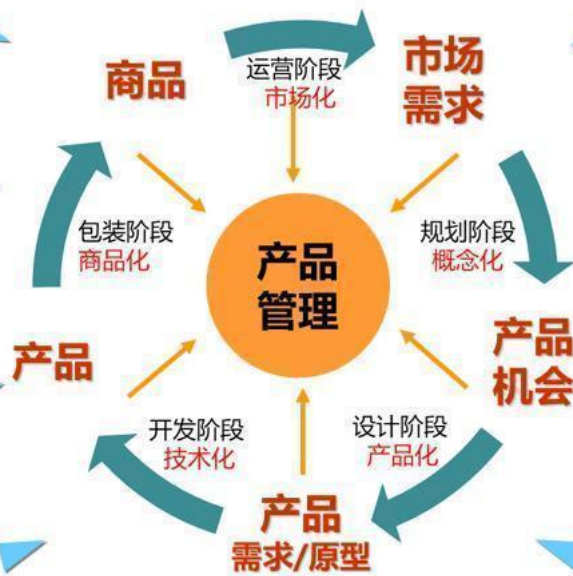 商品
运营阶段
市场化
市场
需求
包装阶段
商品化
产品
管理
规划阶段
概念化
产品
产品
机会
开发阶段
技术化
设计阶段
产品化
产品
需求/原型